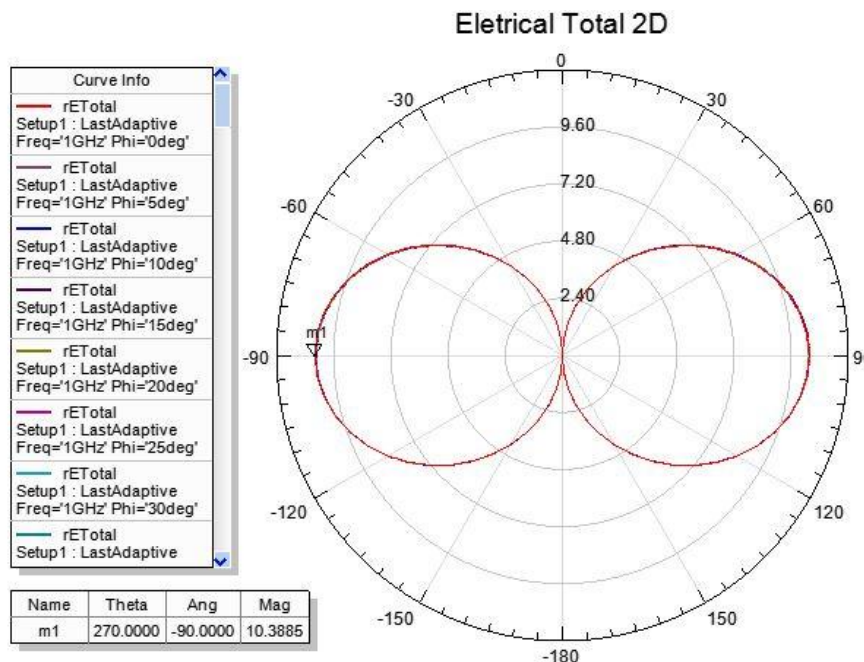 Eletrical Total 2D
Curve Info
rETotal
Setup1 : LastAdaptive
Freq='1GHz' Phi='0deg'
rETotal
Setup1 : LastAdaptive
Freq='1GHz' Phi='5deg'
rETotal
Setup1 : LastAdaptive
Freq='1GHz' Phi='10deg'
rETotal
Setup1 : LastAdaptive
Freq='1GHz' Phi='15deg'
rETotal
Setup1 : LastAdaptive
Freq='1GHz' Phi='20deg'
rETotal
Setup1 : LastAdaptive
Freq='1GHz' Phi='25deg'
rETotal
Setup1 : LastAdaptive
Freq='1GHz' Phi='30deg'
rETotal
Setup1 : LastAdaptive
Name Theta Ang Mag
m1 270.0000 -90.0000 10.3885
0
-30 30
9.60
7.20
-60 60
4.80
2.40
m1
-90 9
-120 120
-150 150
-180